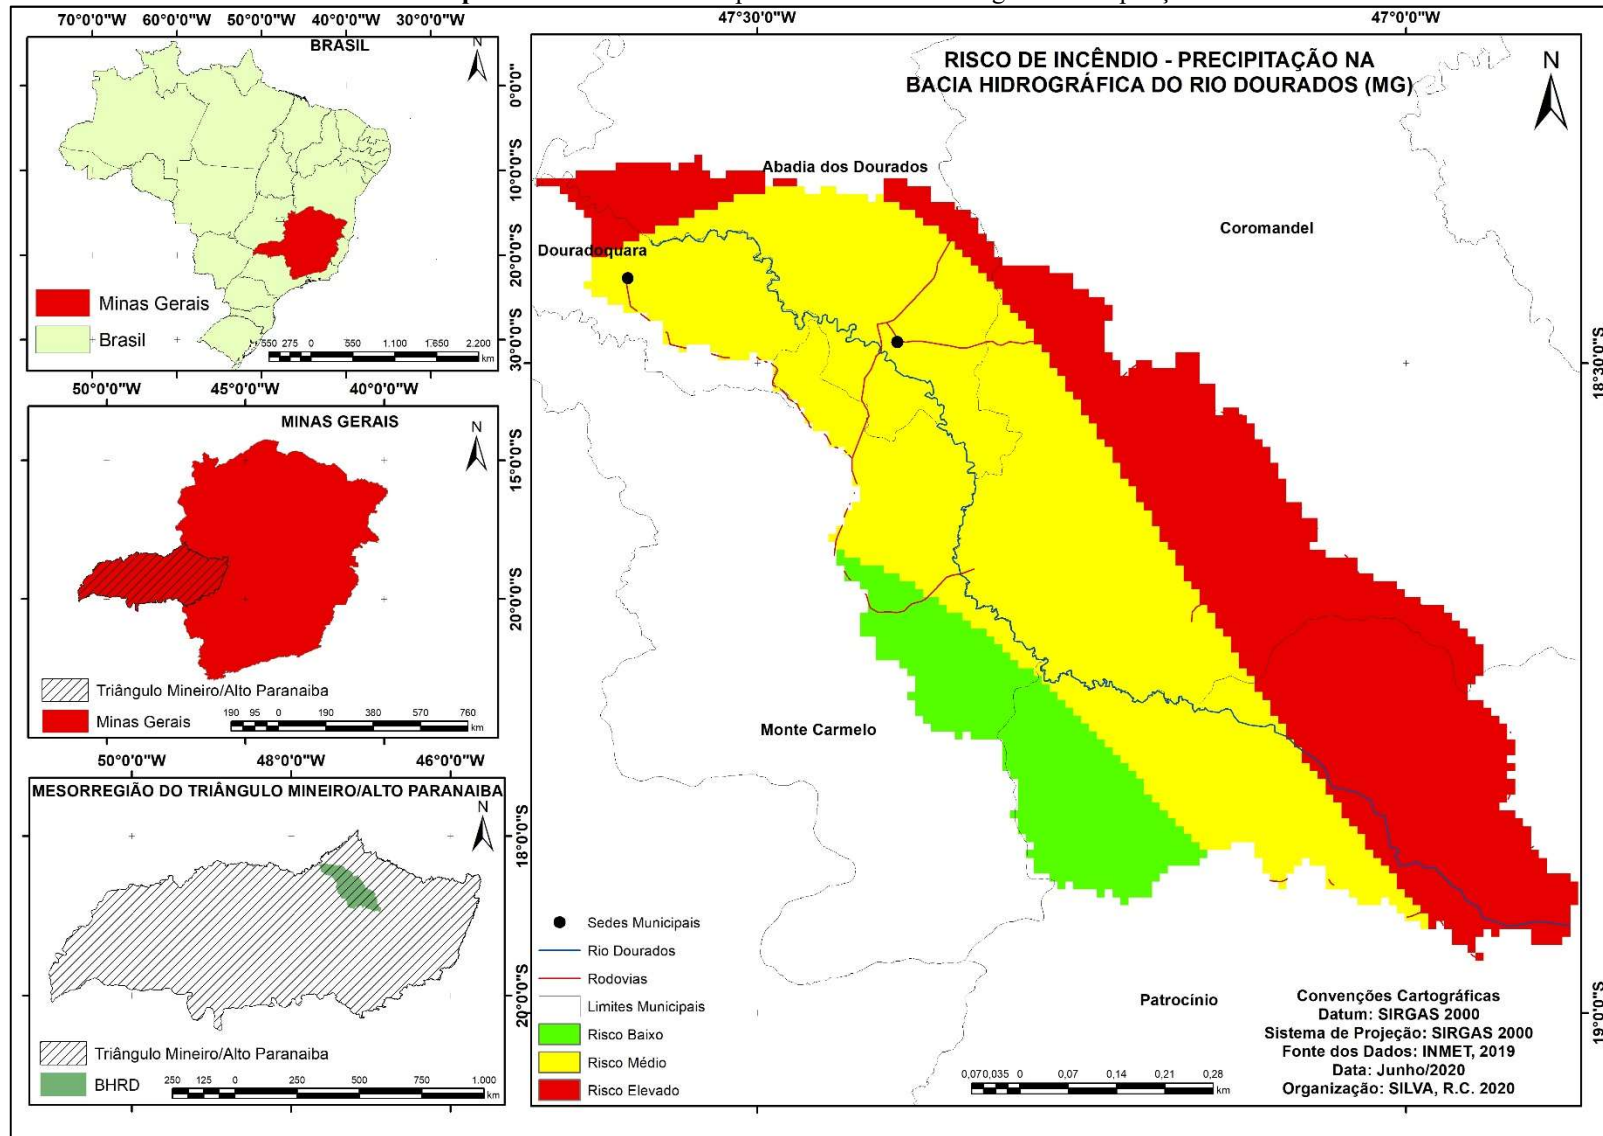 70°0'0"W 60°0'0"W 50°0'0"W 40°0'0"W 30°0'0"W
47°30'0"W
47°0'0"W
BRASIL
N
0°0'0"
10°0'0"S
20°0'0"S
30°0'0"S
Minas Gerais
Brasil
550 275 0 550 1.100 1.650 2.200
km
50°0'0"W 45°0'0"W 40°0'0"W
MINAS GERAIS
N
15°0'0"S
20°0'0"S
Triângulo Mineiro/Alto Paranaiba
Minas Gerais
190 95 0 190 380 570 760
km
50°0'0"W 48°0'0"W 46°0'0"W
MESORREGIÃO DO TRIÂNGULO MINEIRO/ALTO PARANAIBA
N
18°0'0"S
20°0'0"S
Triângulo Mineiro/Alto Paranaiba
BHRD
250 125 0 250 500 750 1.000
km
RISCO DE INCÊNDIO - PRECIPITAÇÃO NA
BACIA HIDROGRÁFICA DO RIO DOURADOS (MG)
N
Abadia dos Dourados
Coromandel
Douradoquara
18°30'0"S
Monte Carmelo
Patrocínio
19°0'0"S
Sedes Municipais
Rio Dourados
Rodovias
Limites Municipais
Risco Baixo
Risco Médio
Risco Elevado
0,070,035 0 0,07 0,14 0,21 0,28
km
Convenções Cartográficas
Datum: SIRGAS 2000
Sistema de Projeção: SIRGAS 2000
Fonte dos Dados: INMET, 2019
Data: Junho/2020
Organização: SILVA, R.C. 2020